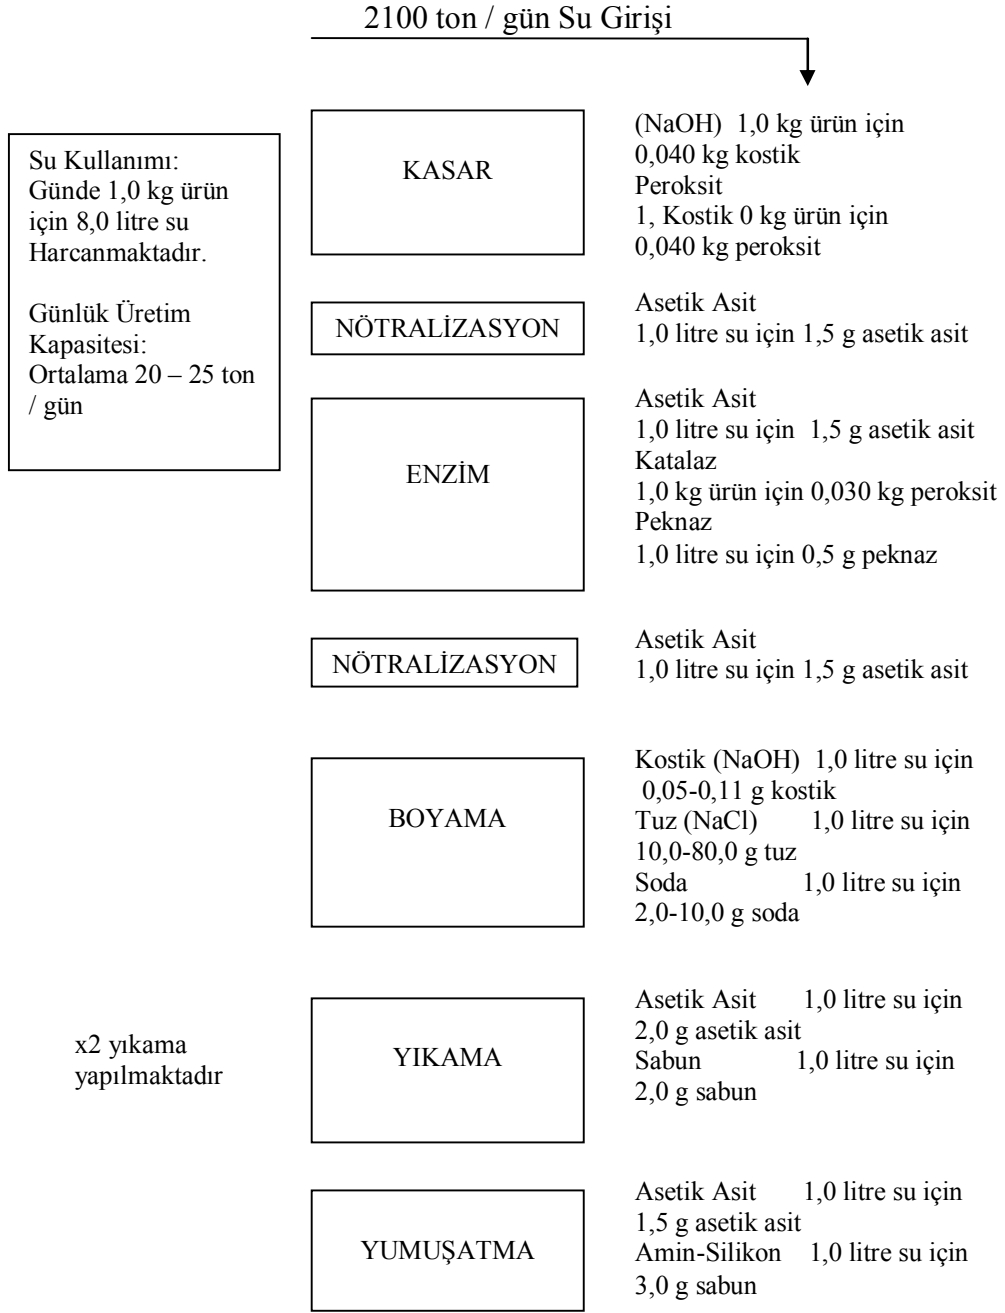 2100 ton / gün Su Girişi
Su Kullanımı:
Günde 1,0 kg ürün
için 8,0 litre su
Harcanmaktadır.
Günlük Üretim
Kapasitesi:
Ortalama 20 – 25 ton
/ gün
KASAR
(NaOH) 1,0 kg ürün için
0,040 kg kostik
Peroksit
1, Kostik 0 kg ürün için
0,040 kg peroksit
NÖTRALİZASYON
Asetik Asit
1,0 litre su için 1,5 g asetik asit
ENZİM
Asetik Asit
1,0 litre su için 1,5 g asetik asit
Katalaz
1,0 kg ürün için 0,030 kg peroksit
Peknaz
1,0 litre su için 0,5 g peknaz
NÖTRALİZASYON
Asetik Asit
1,0 litre su için 1,5 g asetik asit
BOYAMA
Kostik (NaOH) 1,0 litre su için
0,05-0,11 g kostik
Tuz (NaCl) 1,0 litre su için
10,0-80,0 g tuz
Soda 1,0 litre su için
2,0-10,0 g soda
x2 yıkama
yapılmaktadır
YIKAMA
Asetik Asit 1,0 litre su için
2,0 g asetik asit
Sabun 1,0 litre su için
2,0 g sabun
YUMUŞATMA
Asetik Asit 1,0 litre su için
1,5 g asetik asit
Amin-Silikon 1,0 litre su için
3,0 g sabun